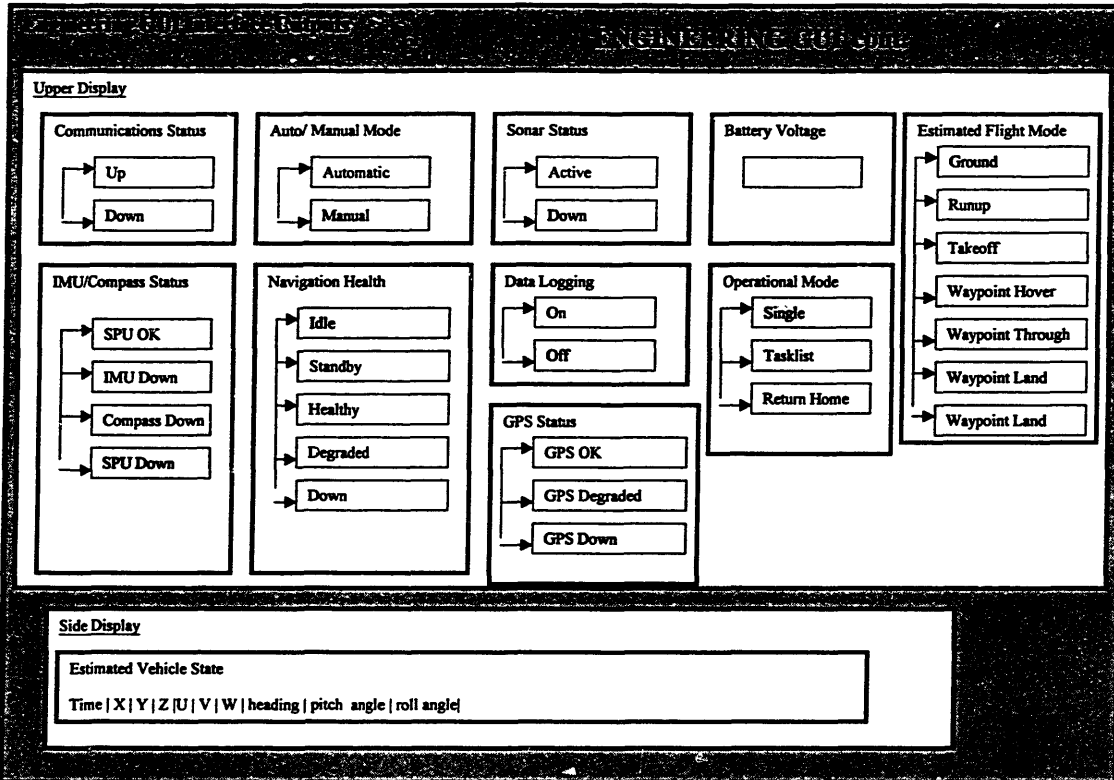 ENGINEERING GUI
Upper Display
Communications Status
Up
Down
Auto/ Manual Mode
Automatic
Manual
Sonar Status
Active
Down
Battery Voltage
Estimated Flight Mode
Ground
Runup
Takeoff
Waypoint Hover
Waypoint Through
Waypoint Land
Waypoint Land
IMU/Compass Status
SPU OK
IMU Down
Compass Down
SPU Down
Navigation Health
Idle
Standby
Healthy
Degraded
Down
Data Logging
On
Off
GPS Status
GPS OK
GPS Degraded
GPS Down
Operational Mode
Single
Tasklist
Return Home
Side Display
Estimated Vehicle State
Time | X | Y | Z |U | V | W | heading | pitch angle | roll angle|